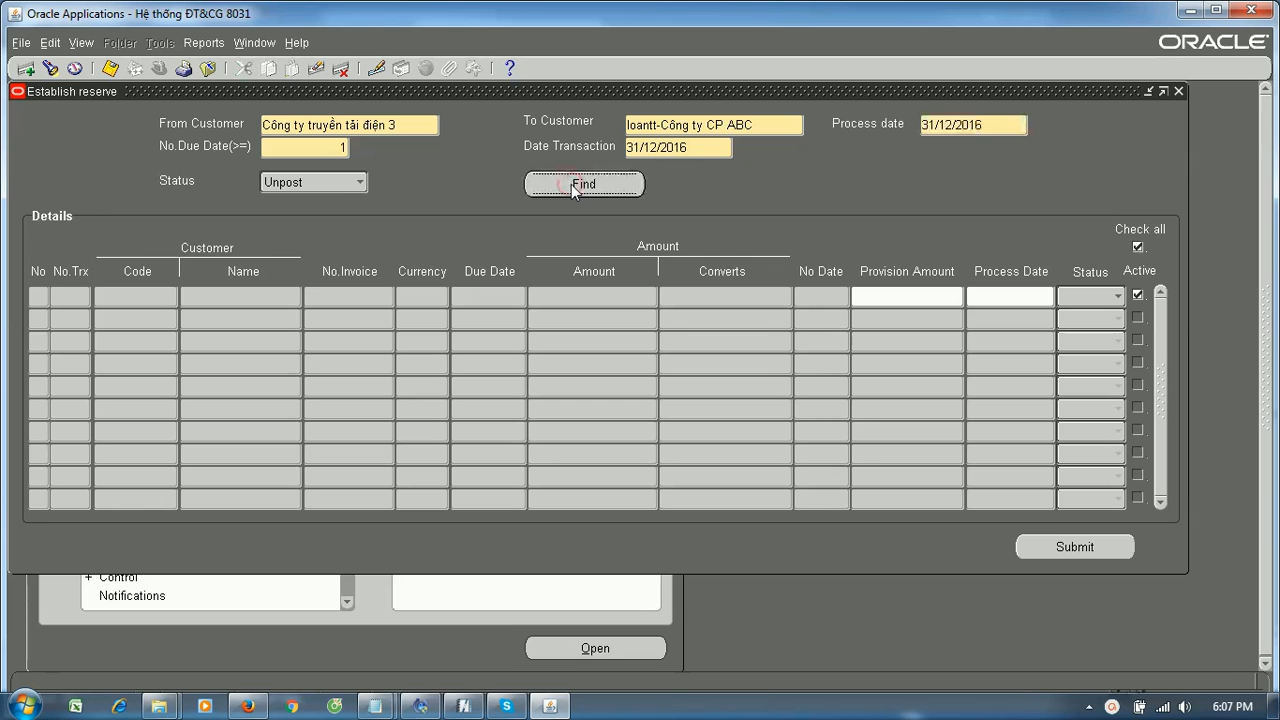 Oracle Applications - Hệ thống ĐT&CG 8031
File Edit View Folder Tools Reports Window Help
ORACLE
Establish reserve
From Customer Công ty truyền tải điện 3 To Customer loantt-Công ty CP ABC Process date 31/12/2016
No.Due Date(>=) 1 Date Transaction 31/12/2016
Status Unpost Find
Details
Check all
Customer Amount
No No.Trx Code Name No.Invoice Currency Due Date Amount Converts No Date Provision Amount Process Date Status Active
Submit
+ Control
Notifications
Open
6:07 PM